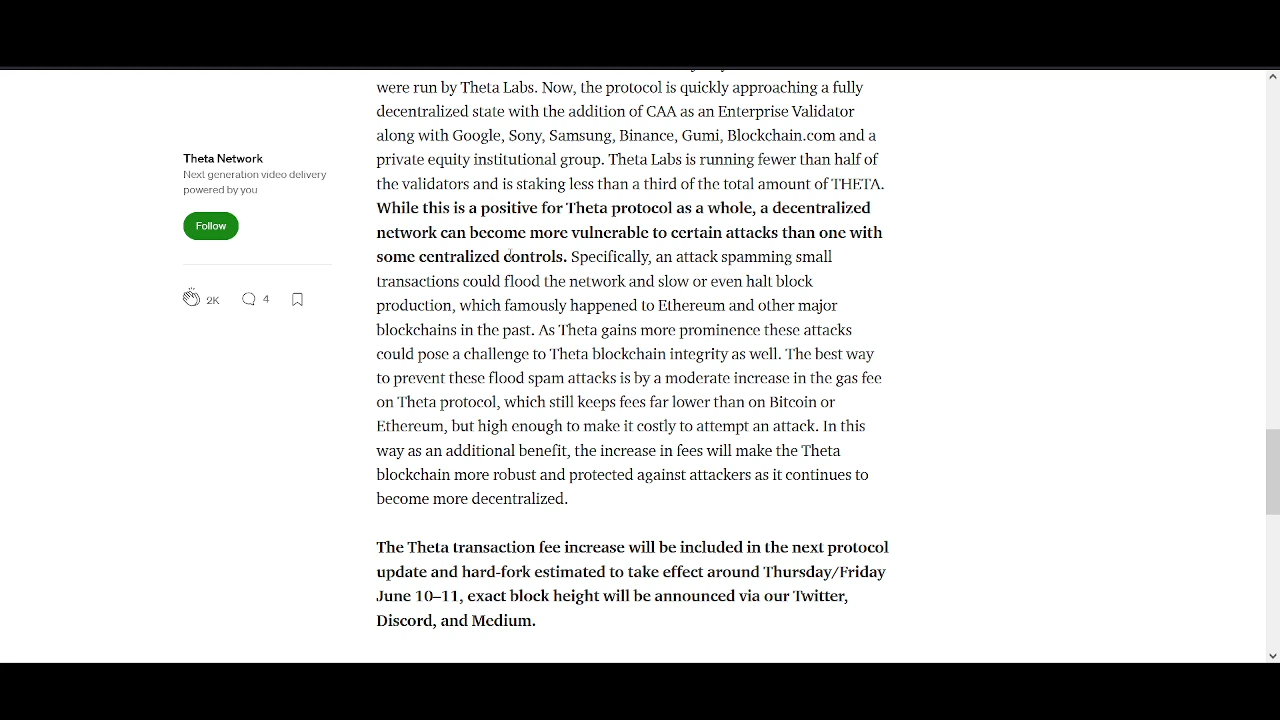 were run by Theta Labs. Now, the protocol is quickly approaching a fully
decentralized state with the addition of CAA as an Enterprise Validator
along with Google, Sony, Samsung, Binance, Gumi, Blockchain.com and a
private equity institutional group. Theta Labs is running fewer than half of
the validators and is staking less than a third of the total amount of THETA.
While this is a positive for Theta protocol as a whole, a decentralized
network can become more vulnerable to certain attacks than one with
some centralized controls. Specifically, an attack spamming small
transactions could flood the network and slow or even halt block
production, which famously happened to Ethereum and other major
blockchains in the past. As Theta gains more prominence these attacks
could pose a challenge to Theta blockchain integrity as well. The best way
to prevent these flood spam attacks is by a moderate increase in the gas fee
on Theta protocol, which still keeps fees far lower than on Bitcoin or
Ethereum, but high enough to make it costly to attempt an attack. In this
way as an additional benefit, the increase in fees will make the Theta
blockchain more robust and protected against attackers as it continues to
become more decentralized.
The Theta transaction fee increase will be included in the next protocol
update and hard-fork estimated to take effect around Thursday/Friday
June 10–11, exact block height will be announced via our Twitter,
Discord, and Medium.
Theta Network
Next generation video delivery
powered by you
Follow
2K
4